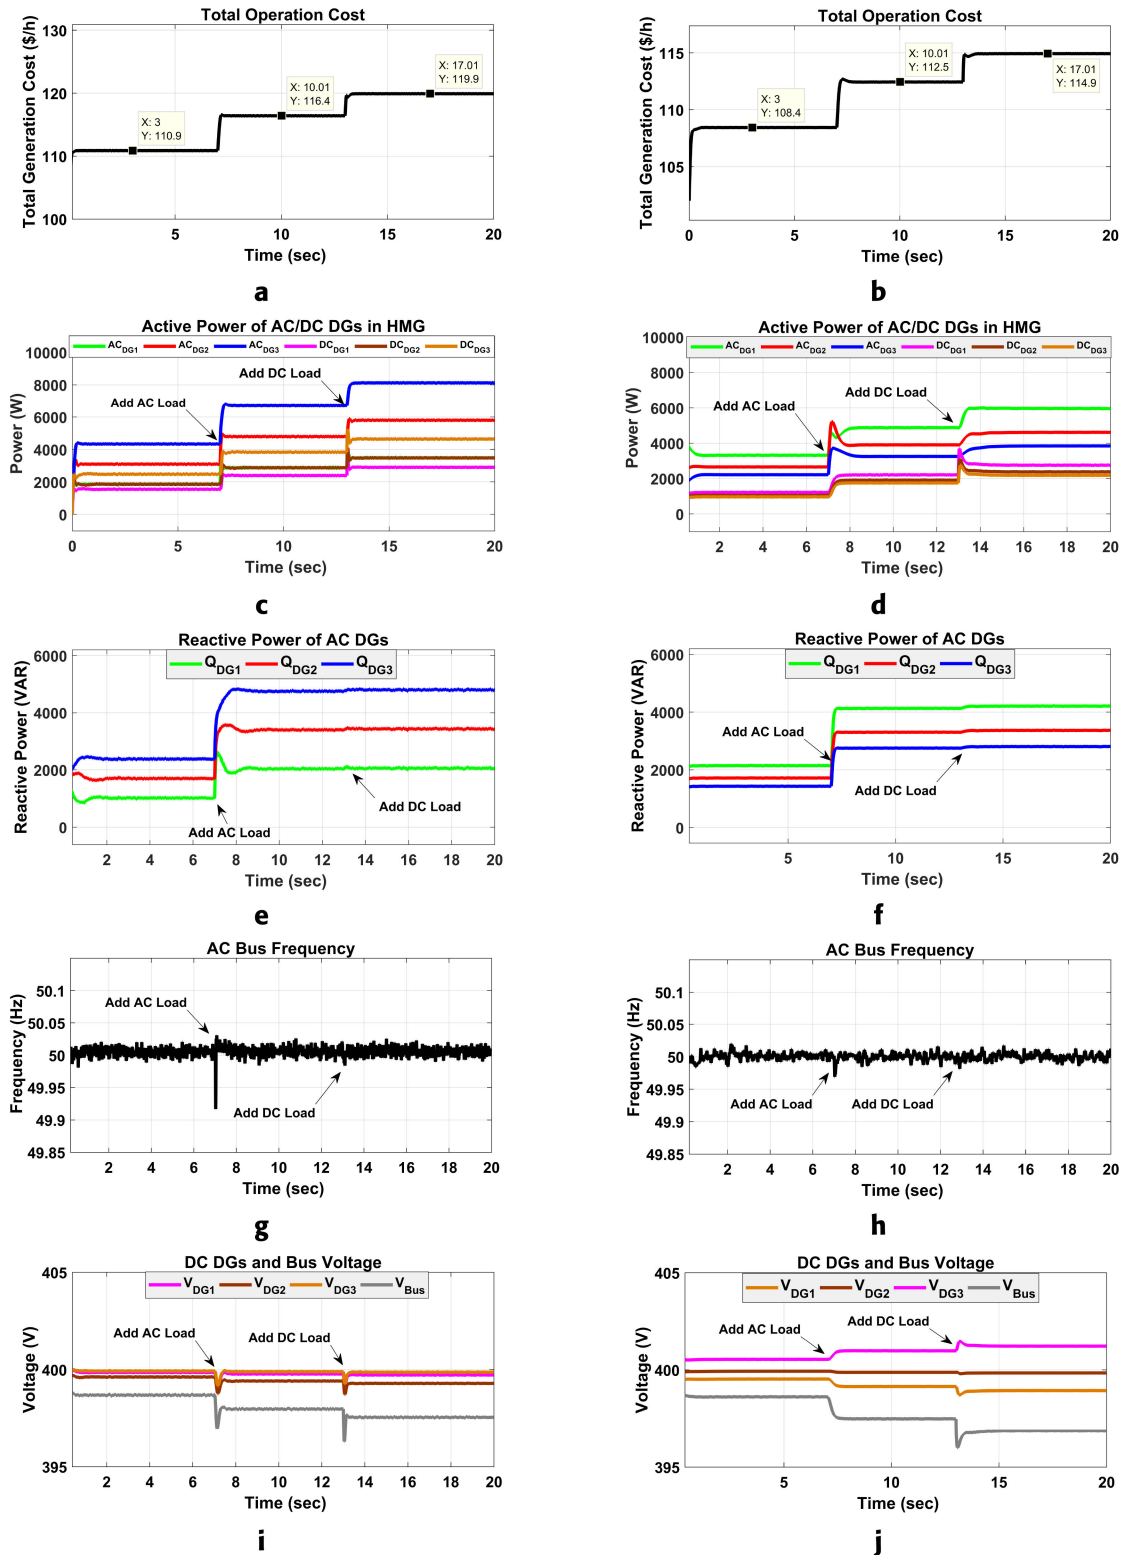 Total Operation Cost
Total Generation Cost ($/h)
130
120
110
100
X: 3
Y: 110.9
X: 10.01
Y: 116.4
X: 17.01
Y: 119.9
5 10 15 20
Time (sec)
a
Total Operation Cost
Total Generation Cost ($/h)
115
110
105
X: 3
Y: 108.4
X: 10.01
Y: 112.5
X: 17.01
Y: 114.9
0 5 10 15 20
Time (sec)
b
Active Power of AC/DC DGs in HMG
AC_DG1 AC_DG2 AC_DG3 DC_DG1 DC_DG2 DC_DG3
Power (W)
10000
8000
6000
4000
2000
0
Add AC Load
Add DC Load
0 5 10 15 20
Time (sec)
c
Active Power of AC/DC DGs in HMG
AC_DG1 AC_DG2 AC_DG3 DC_DG1 DC_DG2 DC_DG3
Power (W)
10000
8000
6000
4000
2000
0
Add AC Load
Add DC Load
2 4 6 8 10 12 14 16 18 20
Time (sec)
d
Reactive Power of AC DGs
Q_DG1 Q_DG2 Q_DG3
Reactive Power (VAR)
6000
4000
2000
0
Add AC Load
Add DC Load
2 4 6 8 10 12 14 16 18 20
Time (sec)
e
Reactive Power of AC DGs
Q_DG1 Q_DG2 Q_DG3
Reactive Power (VAR)
6000
4000
2000
0
Add AC Load
Add DC Load
5 10 15 20
Time (sec)
f
AC Bus Frequency
Frequency (Hz)
50.1
50.05
50
49.95
49.9
49.85
Add AC Load
Add DC Load
2 4 6 8 10 12 14 16 18 20
Time (sec)
g
AC Bus Frequency
Frequency (Hz)
50.1
50.05
50
49.95
49.9
49.85
Add AC Load
Add DC Load
2 4 6 8 10 12 14 16 18 20
Time (sec)
h
DC DGs and Bus Voltage
V_DG1 V_DG2 V_DG3 V_Bus
Voltage (V)
405
400
395
Add AC Load
Add DC Load
2 4 6 8 10 12 14 16 18 20
Time (sec)
i
DC DGs and Bus Voltage
V_DG1 V_DG2 V_DG3 V_Bus
Voltage (V)
405
400
395
Add AC Load
Add DC Load
5 10 15 20
Time (sec)
j